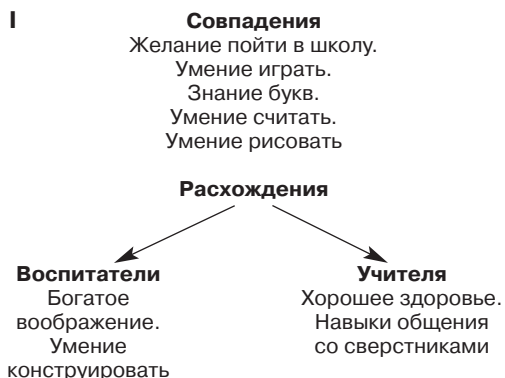 I
Совпадения
Желание пойти в школу.
Умение играть.
Знание букв.
Умение считать.
Умение рисовать
Расхождения
Воспитатели
Богатое
воображение.
Умение
конструировать
Учителя
Хорошее здоровье.
Навыки общения
со сверстниками